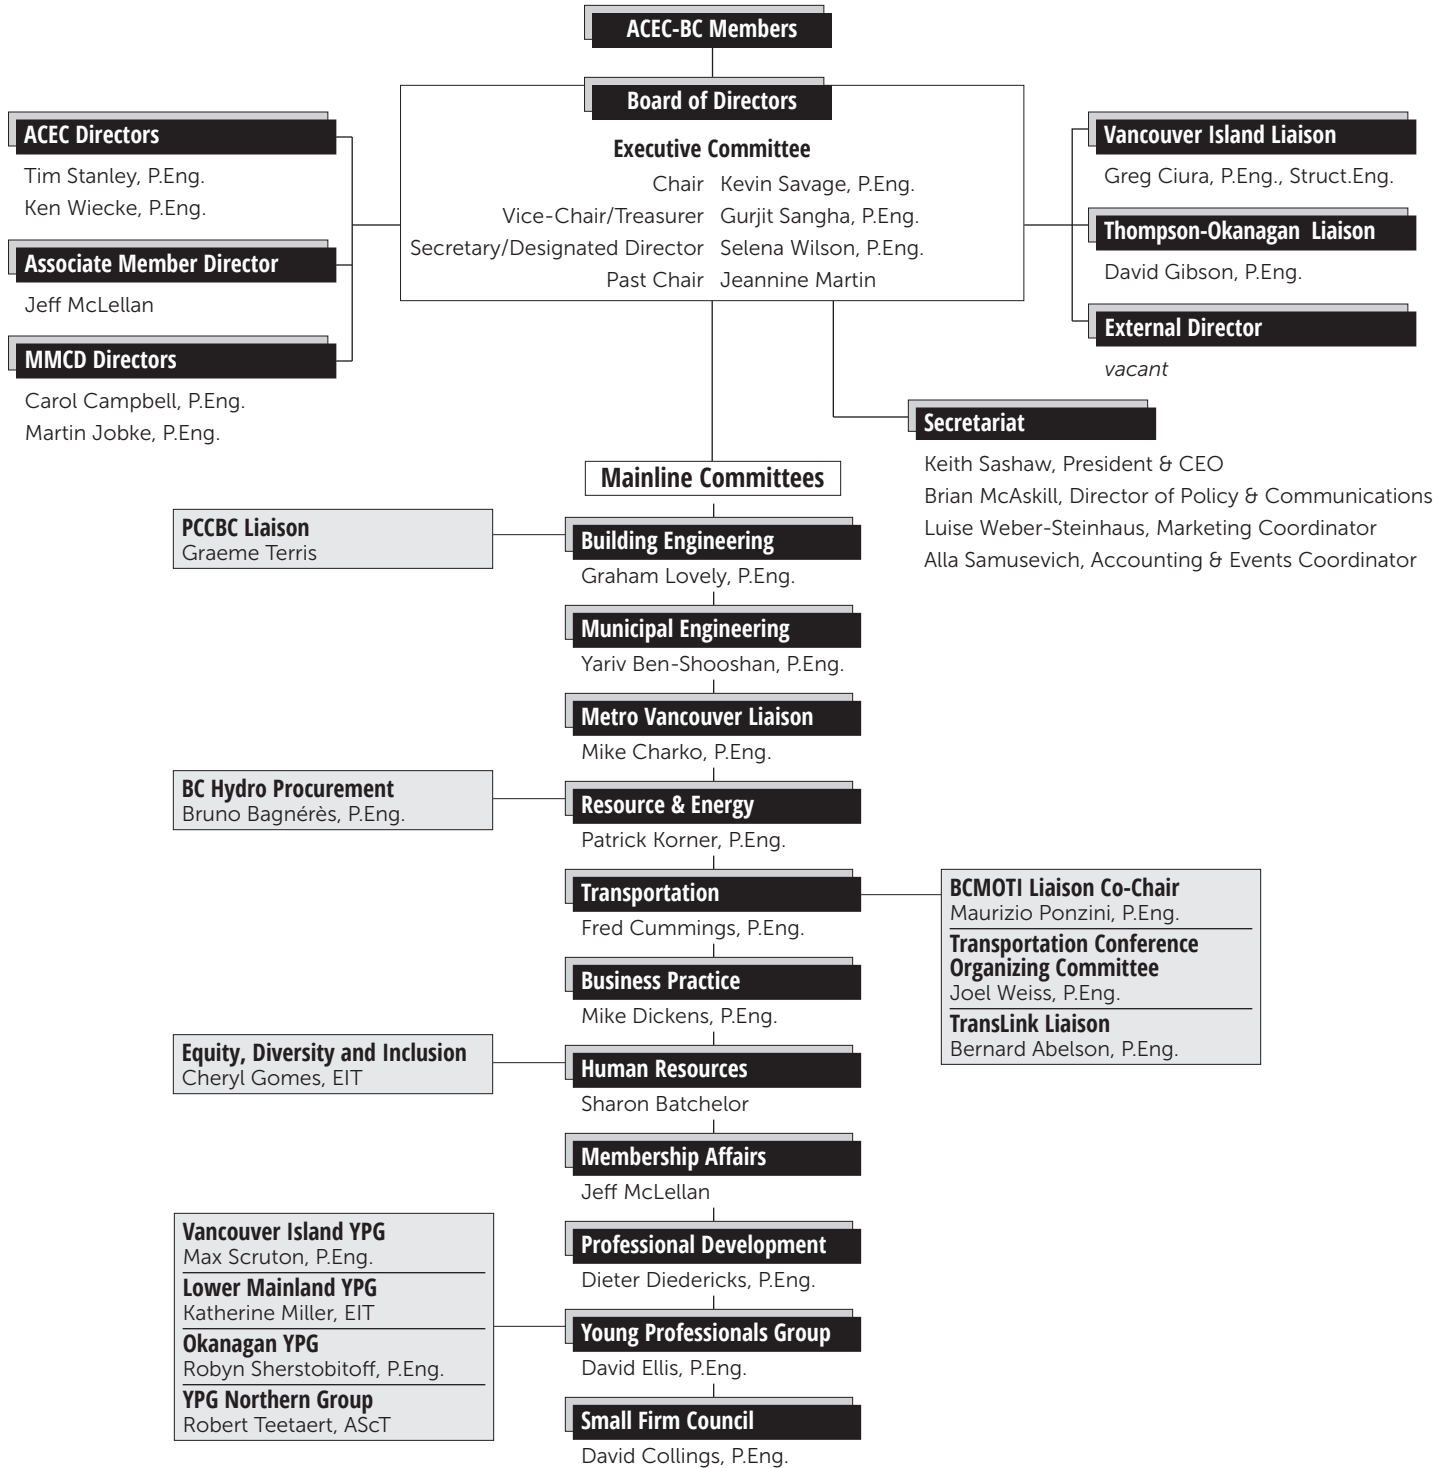 ACEC-BC Members
Board of Directors
Executive Committee
Chair Kevin Savage, P.Eng.
Vice-Chair/Treasurer Gurjit Sangha, P.Eng.
Secretary/Designated Director Selena Wilson, P.Eng.
Past Chair Jeannine Martin
ACEC Directors
Tim Stanley, P.Eng.
Ken Wiecke, P.Eng.
Associate Member Director
Jeff McLellan
MMCD Directors
Carol Campbell, P.Eng.
Martin Jobke, P.Eng.
Vancouver Island Liaison
Greg Ciura, P.Eng., Struct.Eng.
Thompson-Okanagan Liaison
David Gibson, P.Eng.
External Director
vacant
Secretariat
Keith Sashaw, President & CEO
Brian McAskill, Director of Policy & Communications
Luise Weber-Steinhaus, Marketing Coordinator
Alla Samusevich, Accounting & Events Coordinator
Mainline Committees
PCCBC Liaison
Graeme Terris
Building Engineering
Graham Lovely, P.Eng.
Municipal Engineering
Yariv Ben-Shooshan, P.Eng.
Metro Vancouver Liaison
Mike Charko, P.Eng.
BC Hydro Procurement
Bruno Bagnérès, P.Eng.
Resource & Energy
Patrick Korner, P.Eng.
Transportation
Fred Cummings, P.Eng.
BCMOTI Liaison Co-Chair
Maurizio Ponzini, P.Eng.
Transportation Conference
Organizing Committee
Joel Weiss, P.Eng.
TransLink Liaison
Bernard Abelson, P.Eng.
Business Practice
Mike Dickens, P.Eng.
Equity, Diversity and Inclusion
Cheryl Gomes, EIT
Human Resources
Sharon Batchelor
Membership Affairs
Jeff McLellan
Professional Development
Dieter Diedericks, P.Eng.
Vancouver Island YPG
Max Scruton, P.Eng.
Lower Mainland YPG
Katherine Miller, EIT
Okanagan YPG
Robyn Sherstobitoff, P.Eng.
YPG Northern Group
Robert Teetaert, AScT
Young Professionals Group
David Ellis, P.Eng.
Small Firm Council
David Collings, P.Eng.